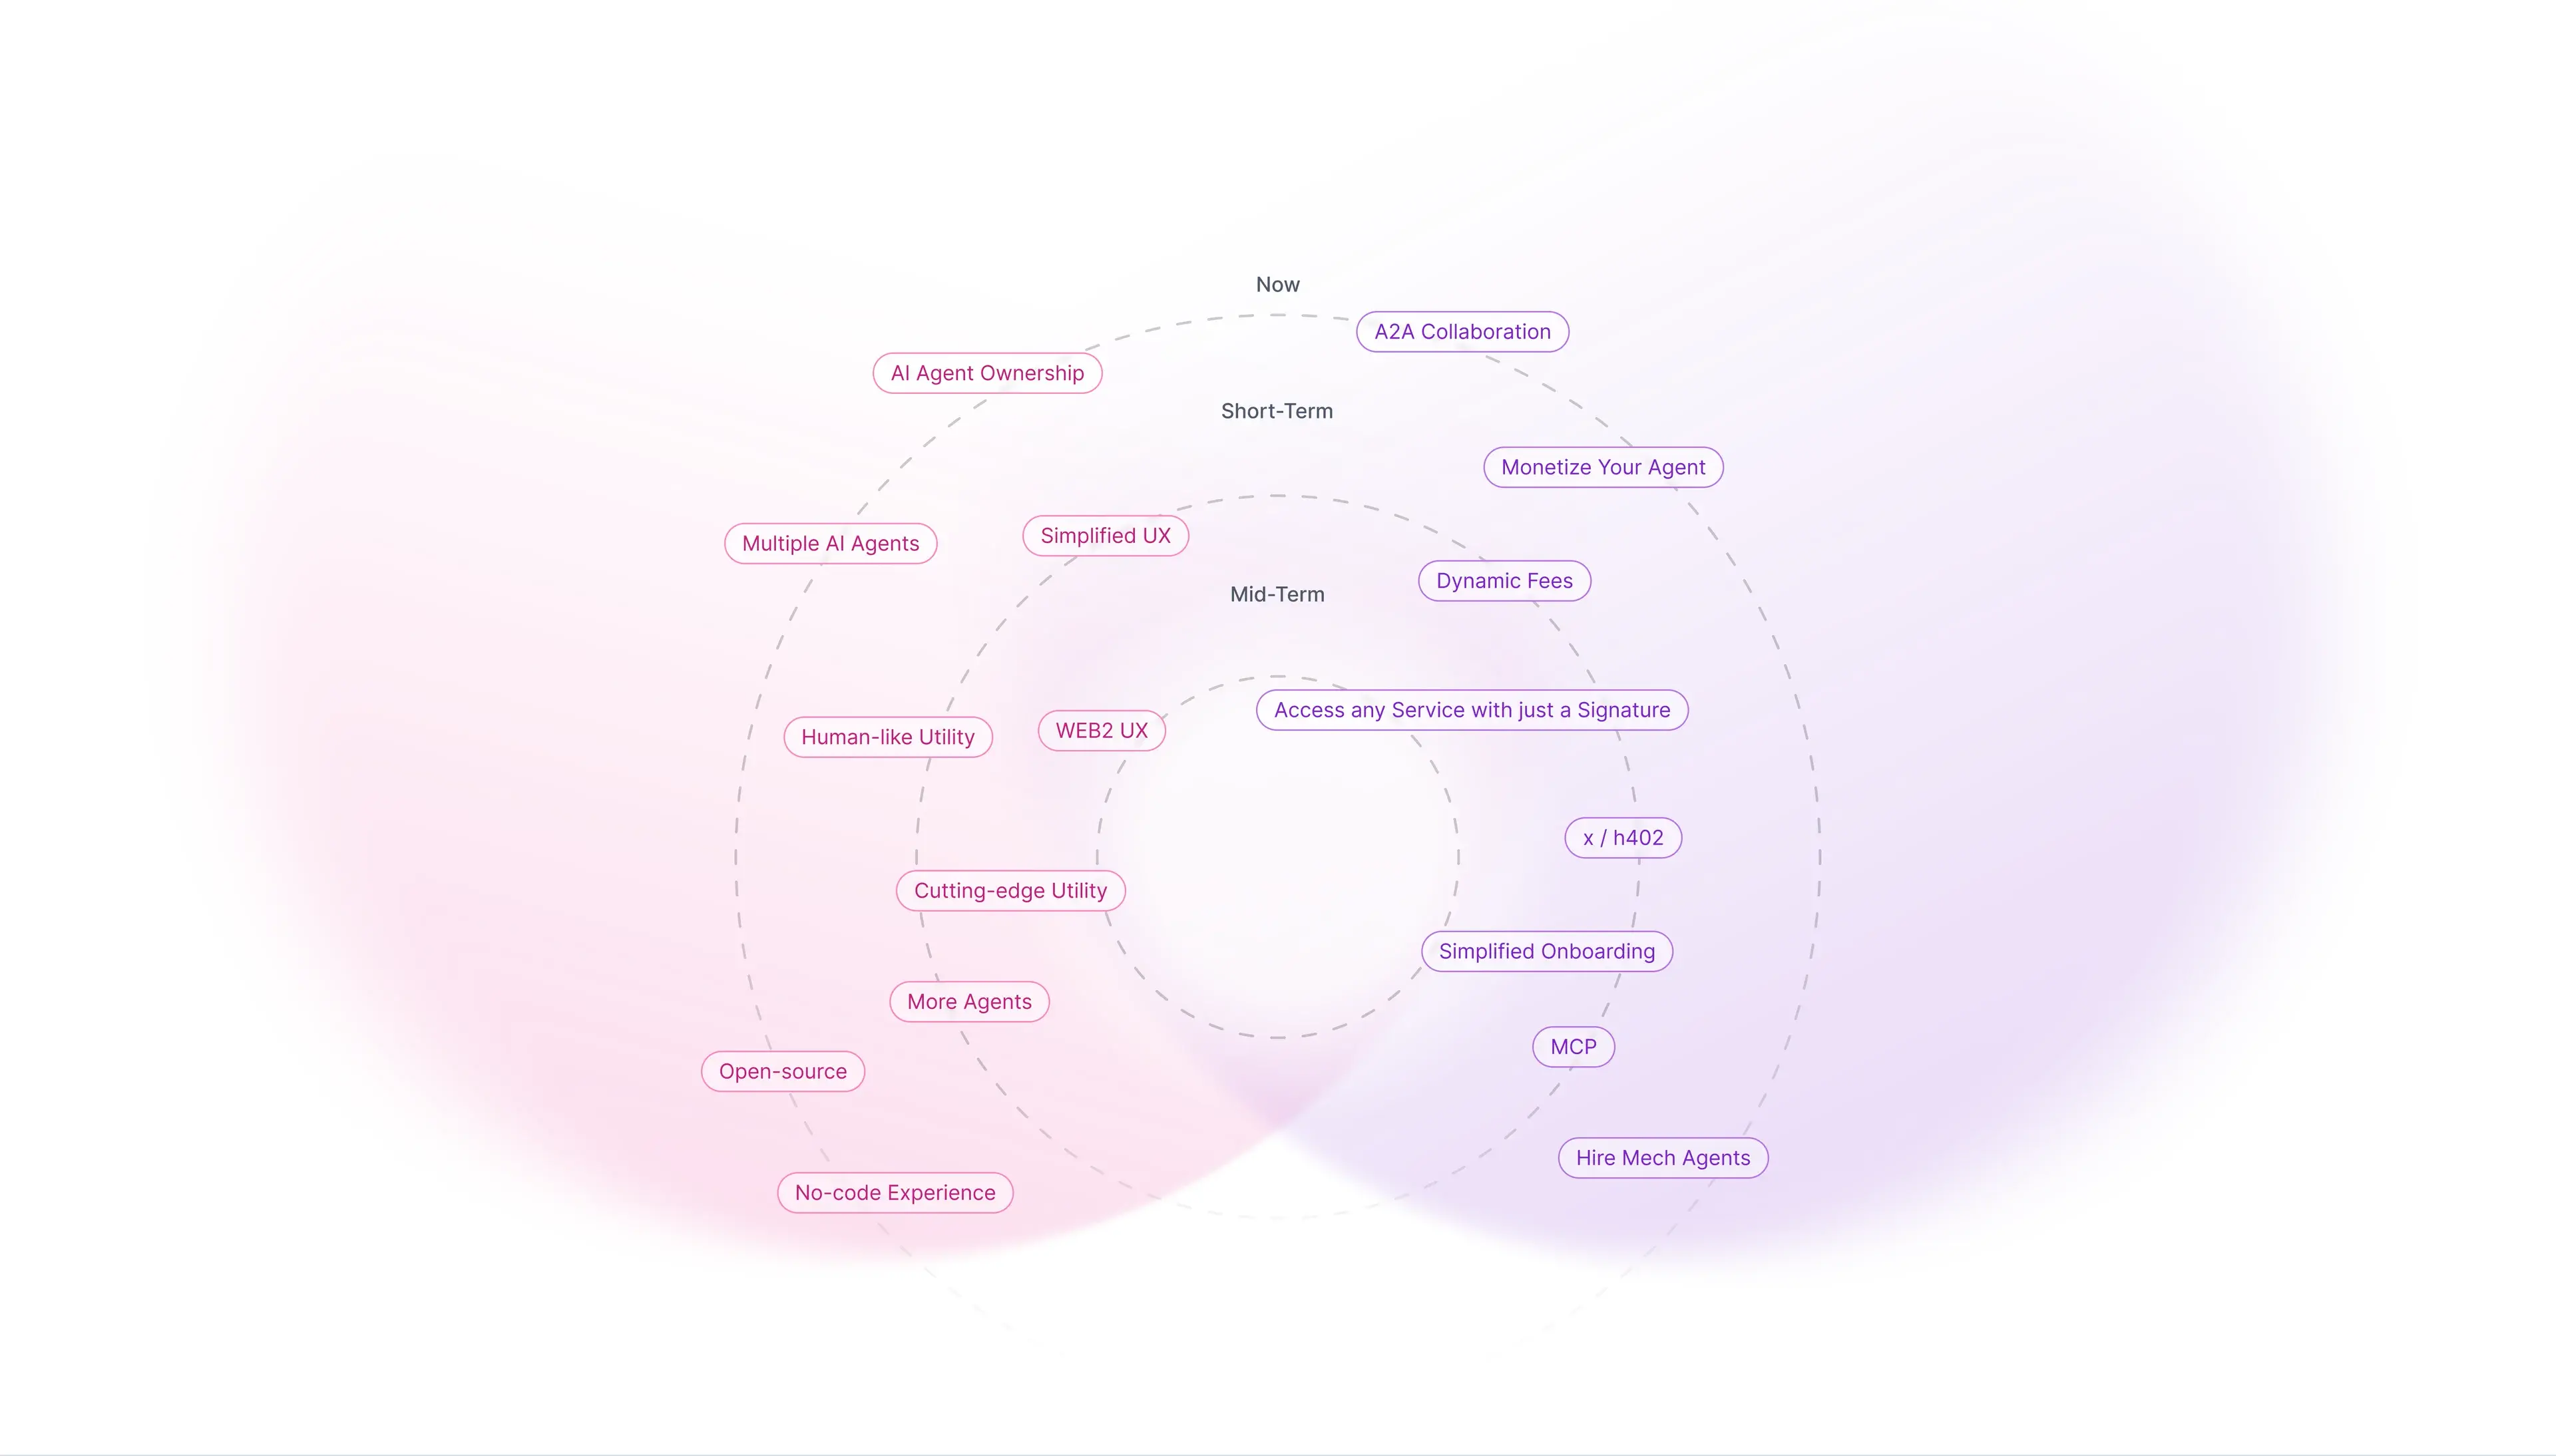 Now
A2A Collaboration
AI Agent Ownership
Short-Term
Monetize Your Agent
Simplified UX
Multiple AI Agents
Dynamic Fees
Mid-Term
Access any Service with just a Signature
WEB2 UX
Human-like Utility
x / h402
Cutting-edge Utility
Simplified Onboarding
More Agents
MCP
Open-source
Hire Mech Agents
No-code Experience